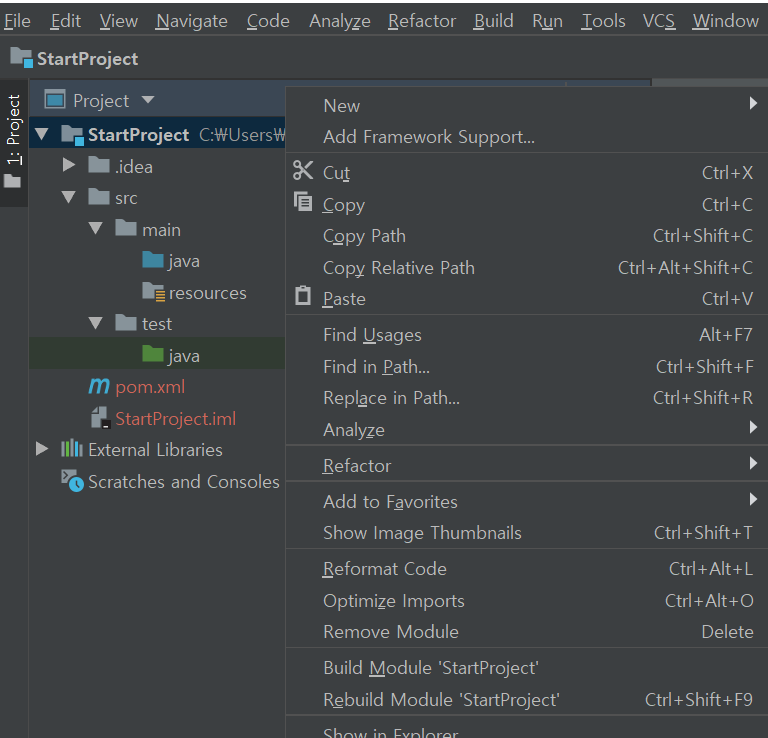 File Edit View Navigate Code Analyze Refactor Build Run Tools VCS Window
StartProject
1: Project
Project
StartProject C:₩Users₩
.idea
src
main
java
resources
test
java
pom.xml
StartProject.iml
External Libraries
Scratches and Consoles
New
Add Framework Support...
Cut Ctrl+X
Copy Ctrl+C
Copy Path Ctrl+Shift+C
Copy Relative Path Ctrl+Alt+Shift+C
Paste Ctrl+V
Find Usages Alt+F7
Find in Path... Ctrl+Shift+F
Replace in Path... Ctrl+Shift+R
Analyze
Refactor
Add to Favorites
Show Image Thumbnails Ctrl+Shift+T
Reformat Code Ctrl+Alt+L
Optimize Imports Ctrl+Alt+O
Remove Module Delete
Build Module 'StartProject'
Rebuild Module 'StartProject' Ctrl+Shift+F9
Show in Explorer